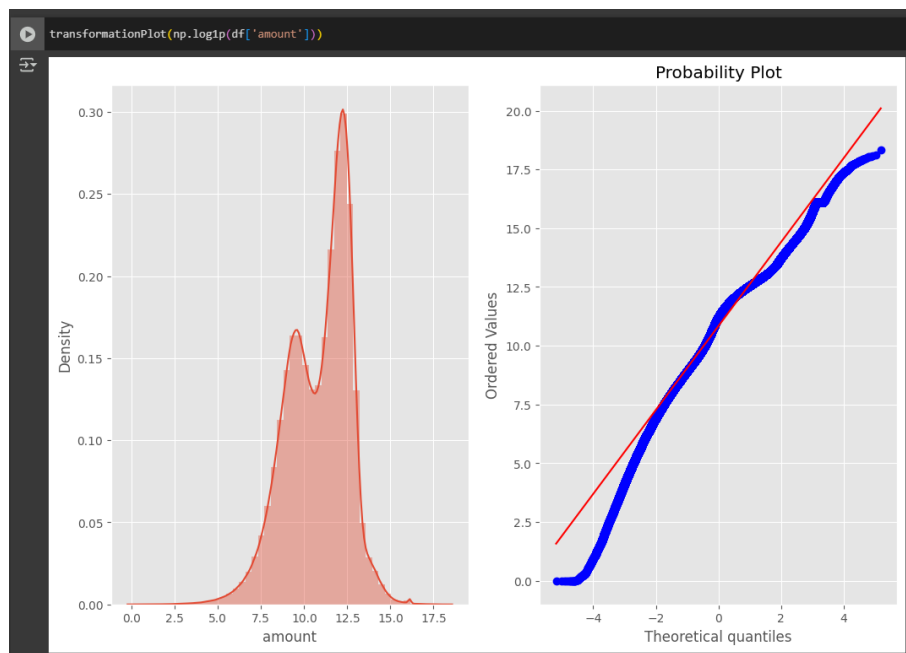 transformationPlot(np.log1p(df['amount']))
Probability Plot
Density
0.30
0.25
0.20
0.15
0.10
0.05
0.00
0.0 2.5 5.0 7.5 10.0 12.5 15.0 17.5
amount
Ordered Values
20.0
17.5
15.0
12.5
10.0
7.5
5.0
2.5
0.0
−4 −2 0 2 4
Theoretical quantiles